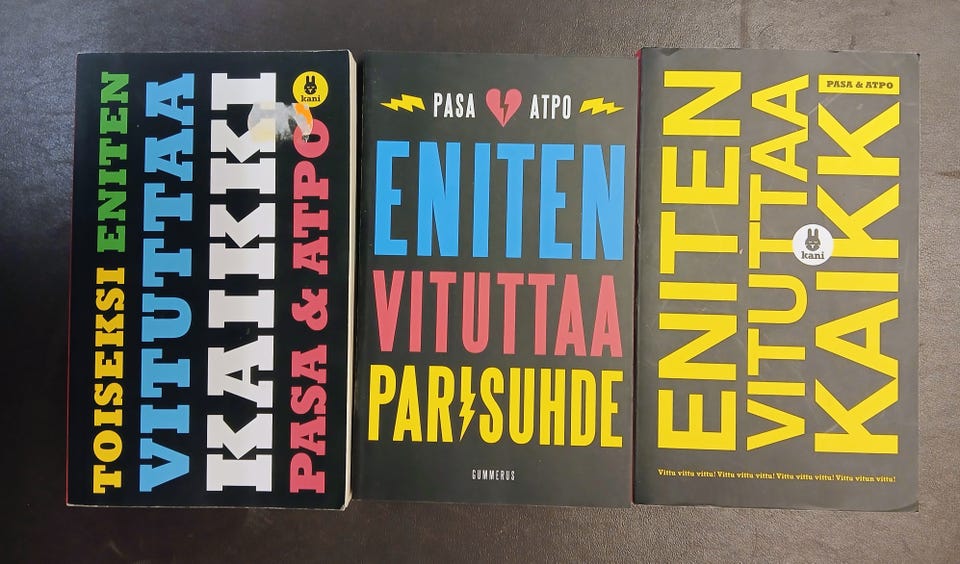 TOISEKSI ENITEN
VITUTTAA
KAIKKI
PASA & ATPO
kani
PASA ATPO
ENITEN
VITUTTAA
PARISUHDE
GUMMERUS
ENITEN
VITUTTAA
KAIKKI
PASA & ATPO
kani
Vittu vittu vittu! Vittu vittu vittu! Vittu vittu vittu! Vittu vitun vittu!